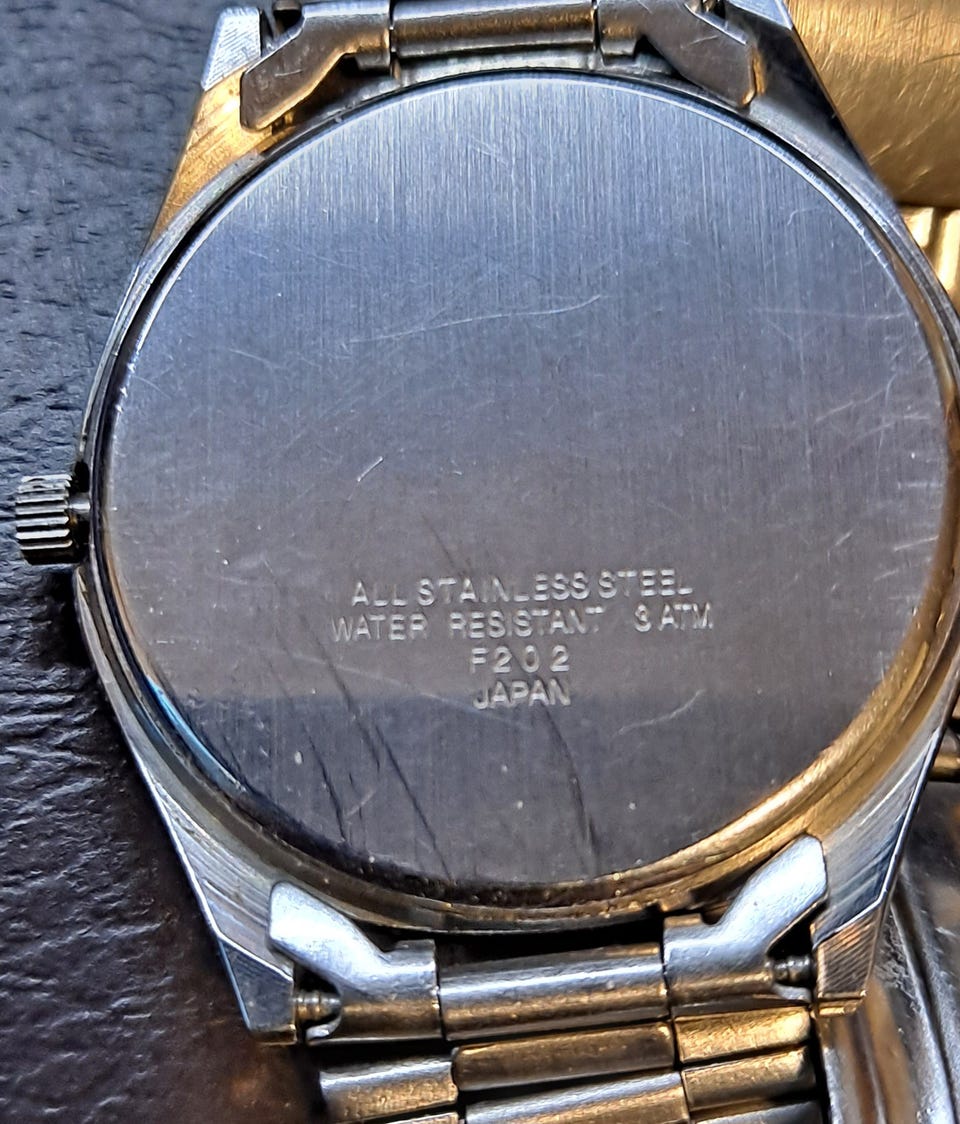 ALL STAINLESS STEEL
WATER RESISTANT 3 ATM
F202
JAPAN